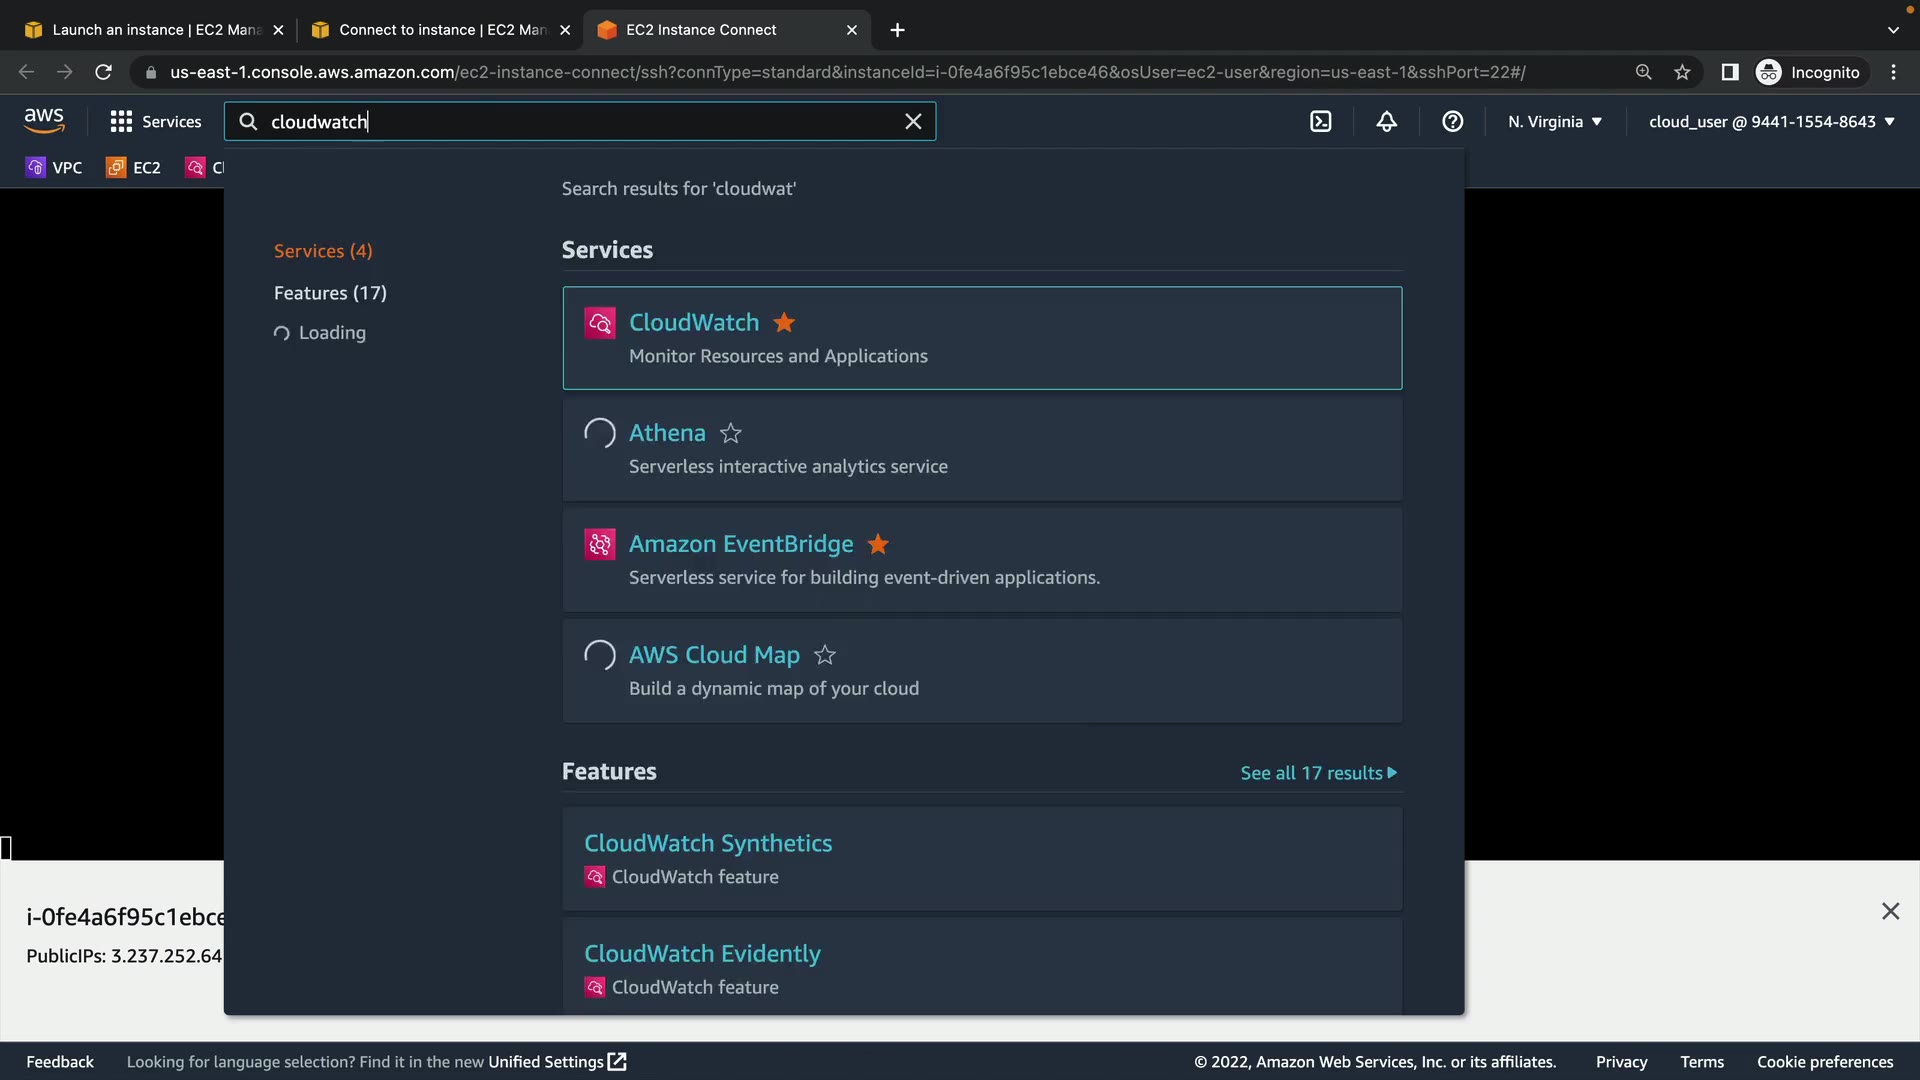 Launch an instance | EC2 Mana
Connect to instance | EC2 Man
EC2 Instance Connect
us-east-1.console.aws.amazon.com/ec2-instance-connect/ssh?connType=standard&instanceId=i-0fe4a6f95c1ebce46&osUser=ec2-user&region=us-east-1&sshPort=22#/
Incognito
aws
Services
cloudwatch
N. Virginia
cloud_user @ 9441-1554-8643
VPC
EC2
Cl
Search results for 'cloudwat'
Services (4)
Features (17)
Loading
Services
CloudWatch
Monitor Resources and Applications
Athena
Serverless interactive analytics service
Amazon EventBridge
Serverless service for building event-driven applications.
AWS Cloud Map
Build a dynamic map of your cloud
Features
See all 17 results
CloudWatch Synthetics
CloudWatch feature
CloudWatch Evidently
CloudWatch feature
i-0fe4a6f95c1ebce
PublicIPs: 3.237.252.64
Feedback
Looking for language selection? Find it in the new Unified Settings
© 2022, Amazon Web Services, Inc. or its affiliates.
Privacy
Terms
Cookie preferences